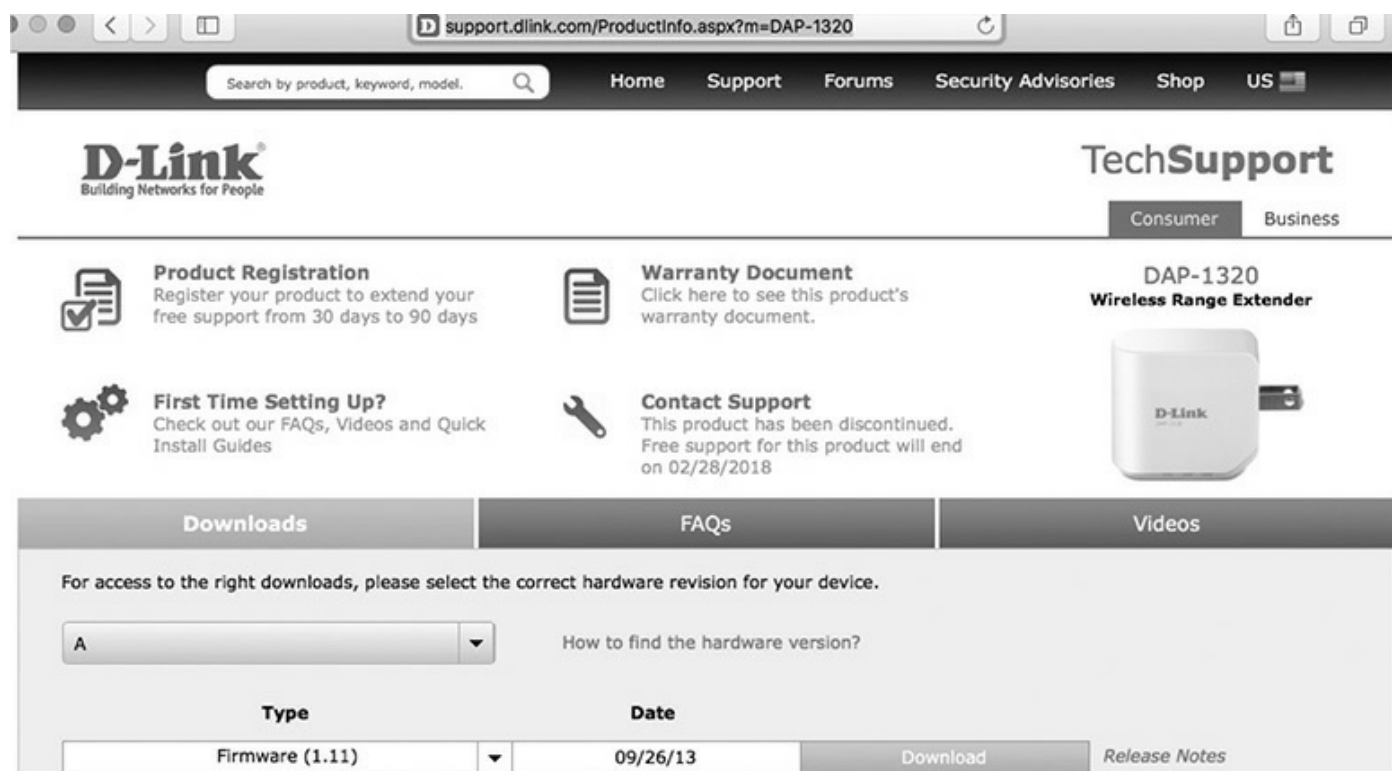 support.dlink.com/ProductInfo.aspx?m=DAP-1320
Search by product, keyword, model.
Home Support Forums Security Advisories Shop US
D-Link
Building Networks for People
TechSupport
Consumer Business
Product Registration
Register your product to extend your
free support from 30 days to 90 days
Warranty Document
Click here to see this product's
warranty document.
DAP-1320
Wireless Range Extender
First Time Setting Up?
Check out our FAQs, Videos and Quick
Install Guides
Contact Support
This product has been discontinued.
Free support for this product will end
on 02/28/2018
D-Link
Downloads FAQs Videos
For access to the right downloads, please select the correct hardware revision for your device.
A
How to find the hardware version?
Type Date
Firmware (1.11) 09/26/13 Download Release Notes